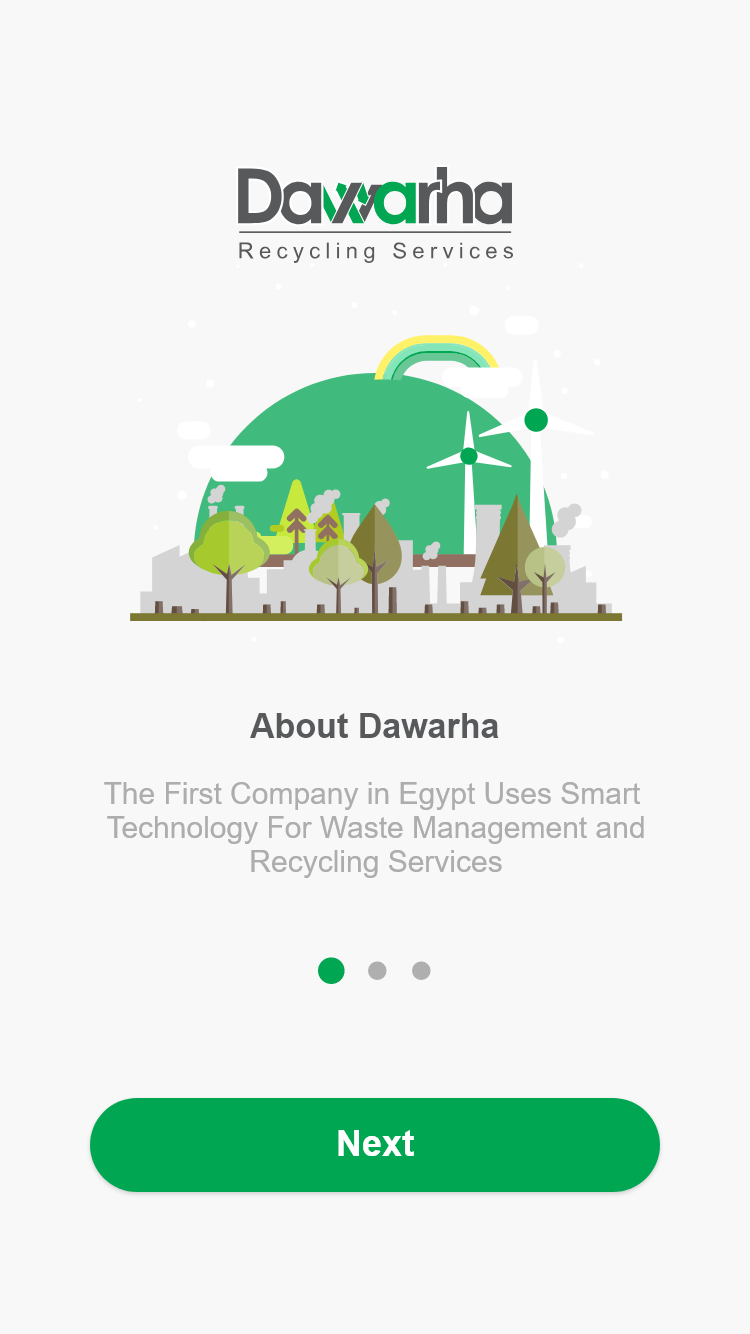 Dawarha
Recycling Services
About Dawarha
The First Company in Egypt Uses Smart
Technology For Waste Management and
Recycling Services
Next